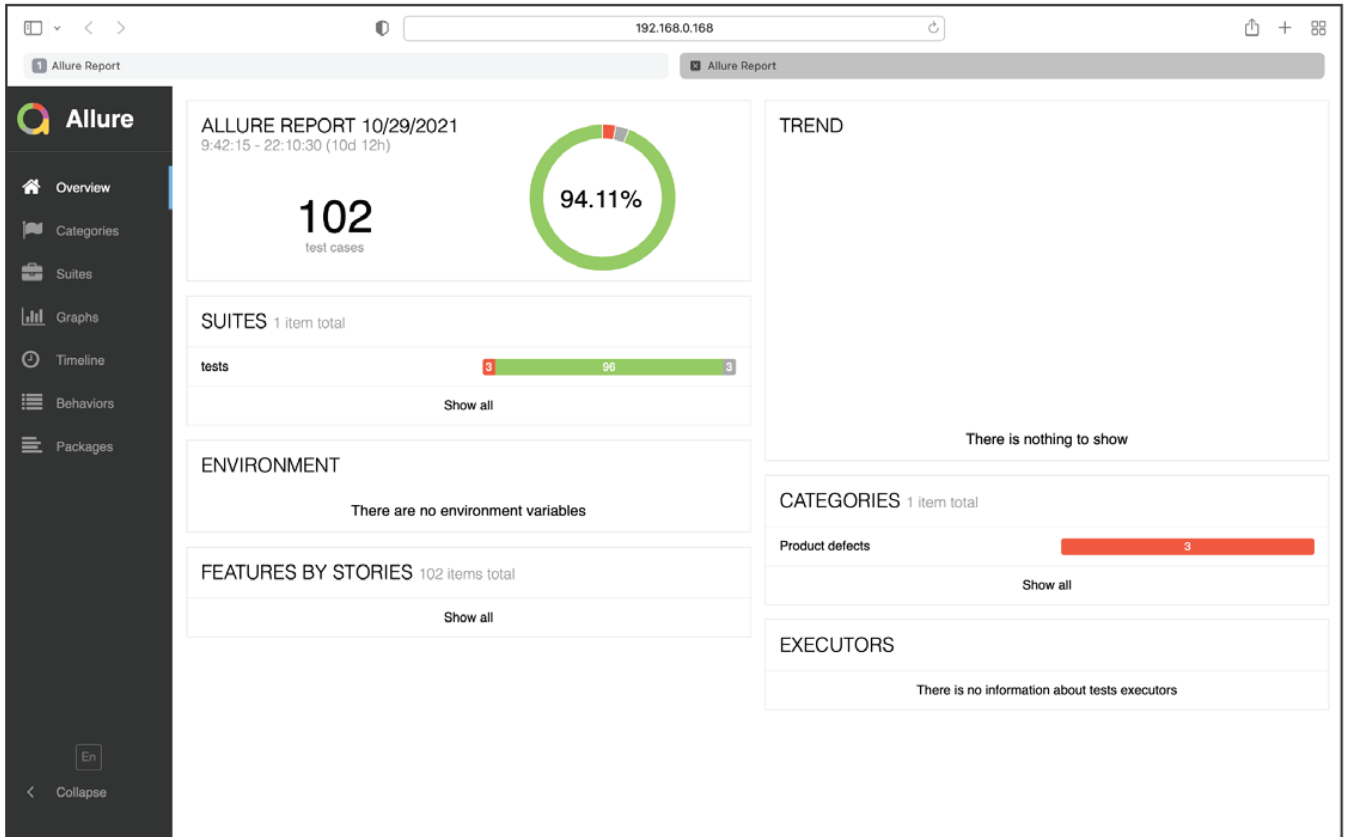 192.168.0.168
1 Allure Report
Allure Report
Allure
Overview
Categories
Suites
Graphs
Timeline
Behaviors
Packages
En
Collapse
ALLURE REPORT 10/29/2021
9:42:15 - 22:10:30 (10d 12h)
102
test cases
94.11%
SUITES 1 item total
tests 3 96 3
Show all
ENVIRONMENT
There are no environment variables
FEATURES BY STORIES 102 items total
Show all
TREND
There is nothing to show
CATEGORIES 1 item total
Product defects 3
Show all
EXECUTORS
There is no information about tests executors